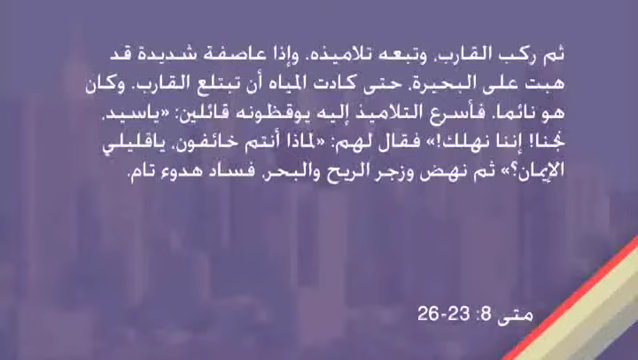 ثم ركب القارب، وتبعه تلاميذه. وإذا عاصفة شديدة قد
هبت على البحيرة، حتى كادت المياه أن تبتلع القارب. وكان
هو نائما. فأسرع التلاميذ إليه يوقظونه قائلين: «ياسيد،
نجنا! إننا نهلك!» فقال لهم: «لماذا أنتم خائفون، ياقليلي
الإيمان؟» ثم نهض وزجر الريح والبحر، فساد هدوء تام.
متى 8: 23-26